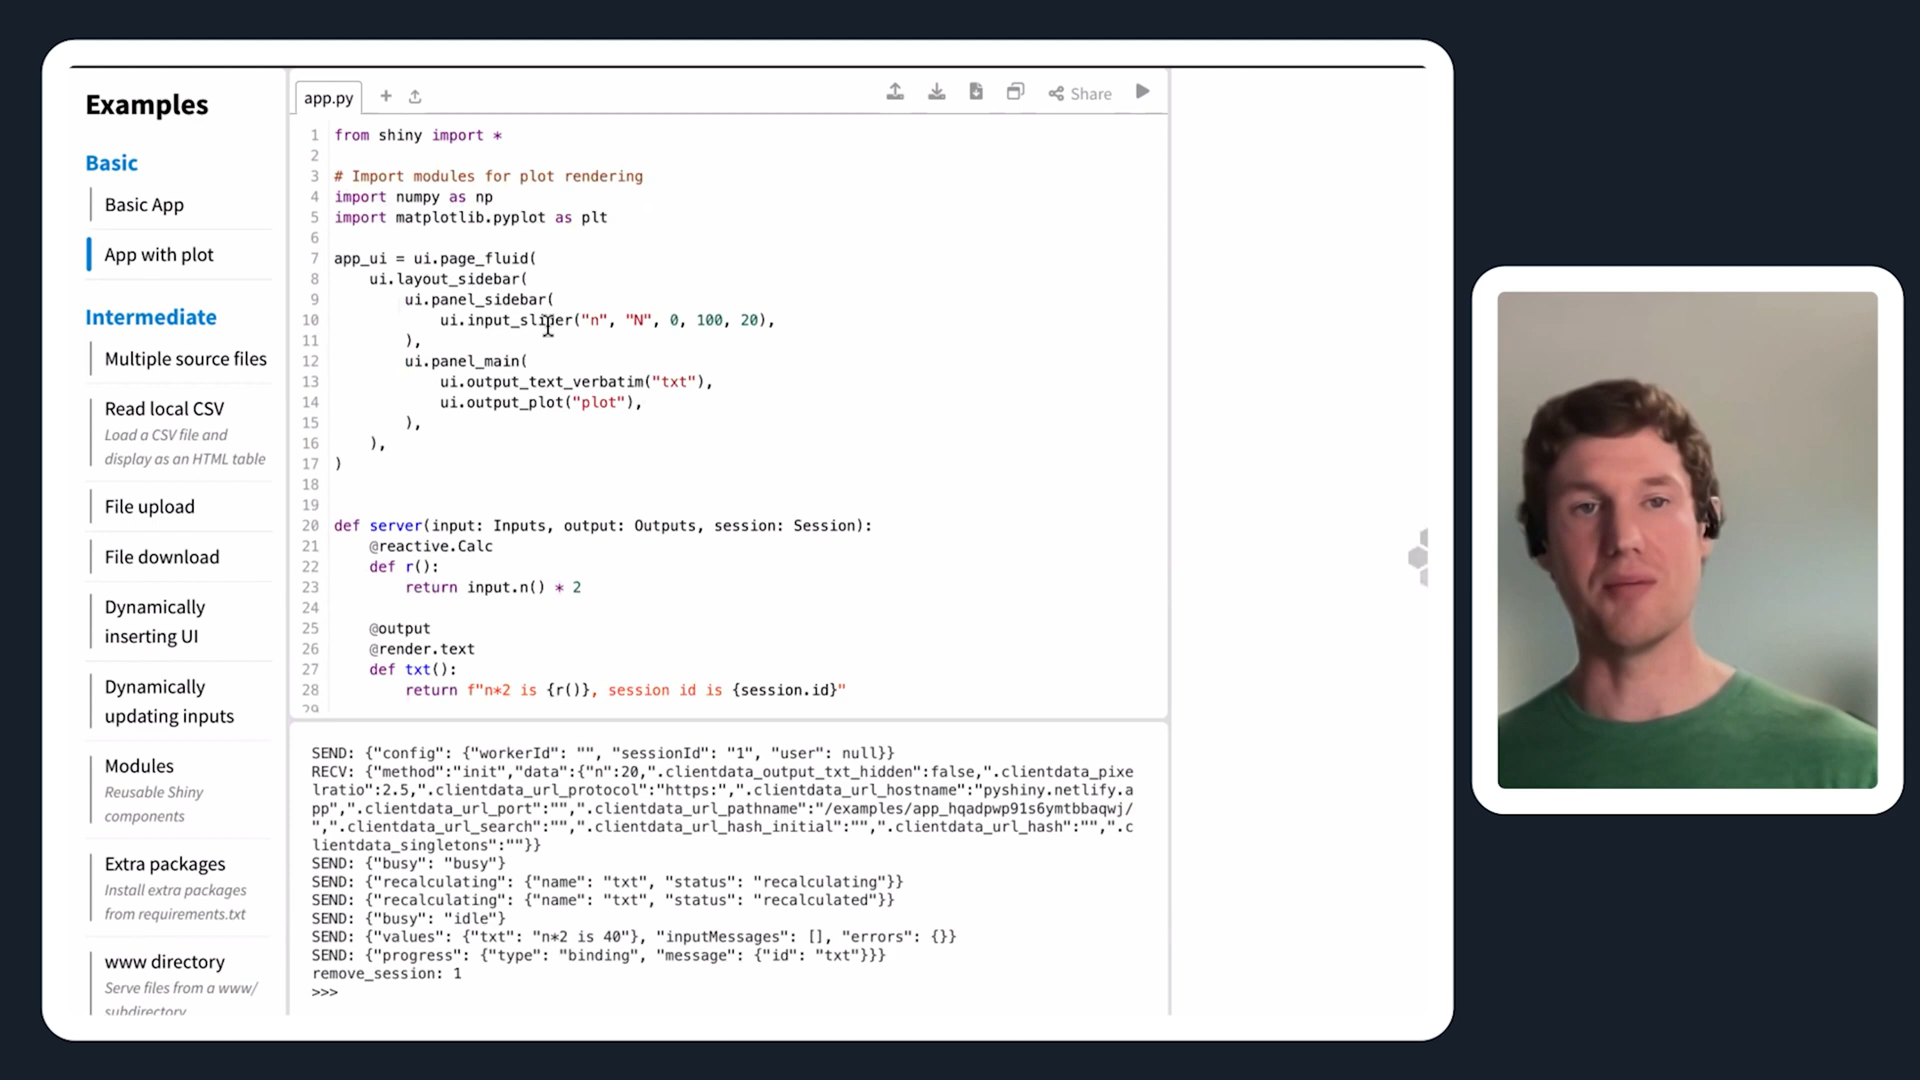 Examples
Basic
Basic App
App with plot
Intermediate
Multiple source files
Read local CSV
Load a CSV file and
display as an HTML table
File upload
File download
Dynamically
inserting UI
Dynamically
updating inputs
Modules
Reusable Shiny
components
Extra packages
Install extra packages
from requirements.txt
www directory
Serve files from a www/
subdirectory
app.py
+
Share
1 from shiny import *
2
3 # Import modules for plot rendering
4 import numpy as np
5 import matplotlib.pyplot as plt
6
7 app_ui = ui.page_fluid(
8     ui.layout_sidebar(
9         ui.panel_sidebar(
10             ui.input_slider("n", "N", 0, 100, 20),
11         ),
12         ui.panel_main(
13             ui.output_text_verbatim("txt"),
14             ui.output_plot("plot"),
15         ),
16     ),
17 )
18
19
20 def server(input: Inputs, output: Outputs, session: Session):
21     @reactive.Calc
22     def r():
23         return input.n() * 2
24
25     @output
26     @render.text
27     def txt():
28         return f"n*2 is {r()}, session id is {session.id}"
29
SEND: {"config": {"workerId": "", "sessionId": "1", "user": null}}
RECV: {"method":"init","data":{"n":20,".clientdata_output_txt_hidden":false,".clientdata_pixe
lratio":2.5,".clientdata_url_protocol":"https:",".clientdata_url_hostname":"pyshiny.netlify.a
pp",".clientdata_url_port":"",".clientdata_url_pathname":"/examples/app_hqadpwp91s6ymtbbaqwj/
",".clientdata_url_search":"",".clientdata_url_hash_initial":"",".clientdata_url_hash":"",".c
lientdata_singletons":""}}
SEND: {"busy": "busy"}
SEND: {"recalculating": {"name": "txt", "status": "recalculating"}}
SEND: {"recalculating": {"name": "txt", "status": "recalculated"}}
SEND: {"busy": "idle"}
SEND: {"values": {"txt": "n*2 is 40"}, "inputMessages": [], "errors": {}}
SEND: {"progress": {"type": "binding", "message": {"id": "txt"}}}
remove_session: 1
>>>